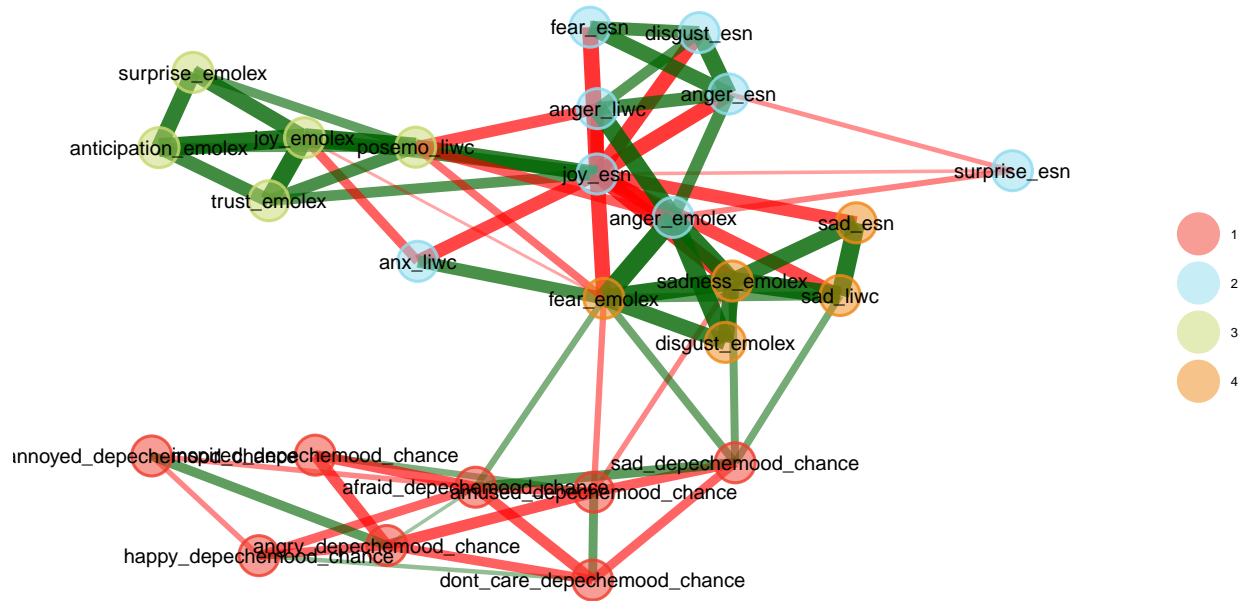 fear_esn
disgust_esn
surprise_emolex
anger_esn
anger_liwc
joy_emolex
anticipation_emolex
posemo_liwc
joy_esn
surprise_esn
trust_emolex
anger_emolex
sad_esn
1
anx_liwc
2
sadness_emolex
fear_emolex
sad_liwc
3
disgust_emolex
4
nnoyed_depechemood_chance
inspired_depechemood_chance
sad_depechemood_chance
afraid_depechemood_chance
amused_depechemood_chance
angry_depechemood_chance
happy_depechemood_chance
dont_care_depechemood_chance